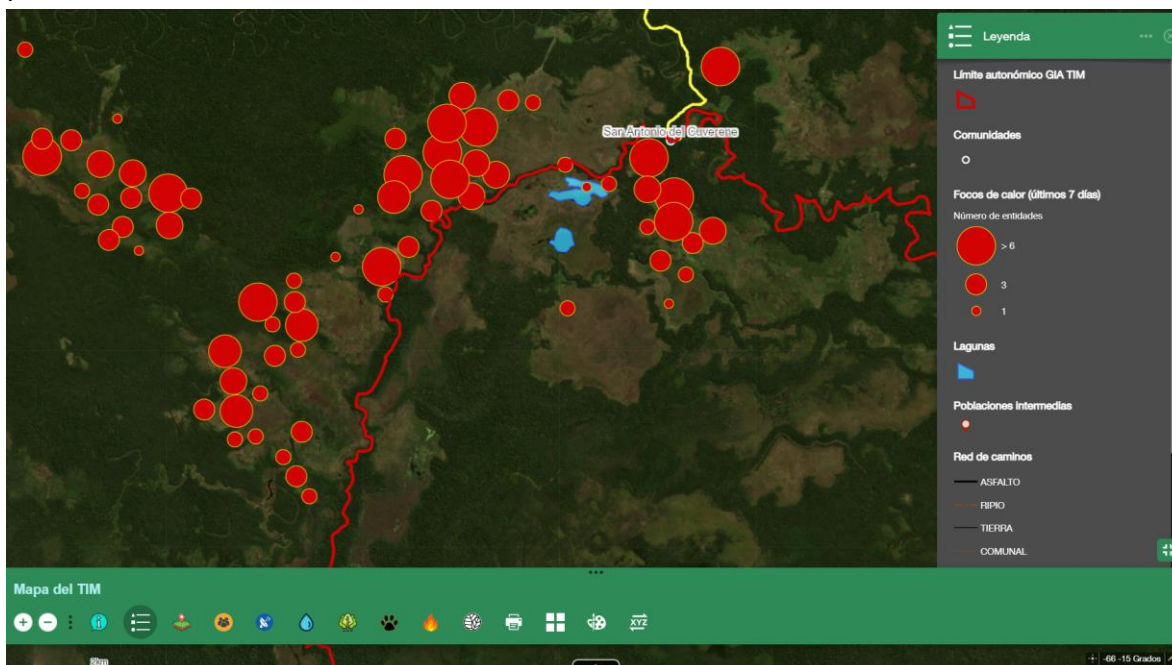 San Antonio del Cuverene
Leyenda
Límite autonómico GIA TIM
Comunidades
Focos de calor (últimos 7 días)
Número de entidades
> 6
3
1
Lagunas
Poblaciones intermedias
Red de caminos
ASFALTO
RIPIO
TIERRA
COMUNAL
Mapa del TIM
XYZ
2km
-66 -15 Grados